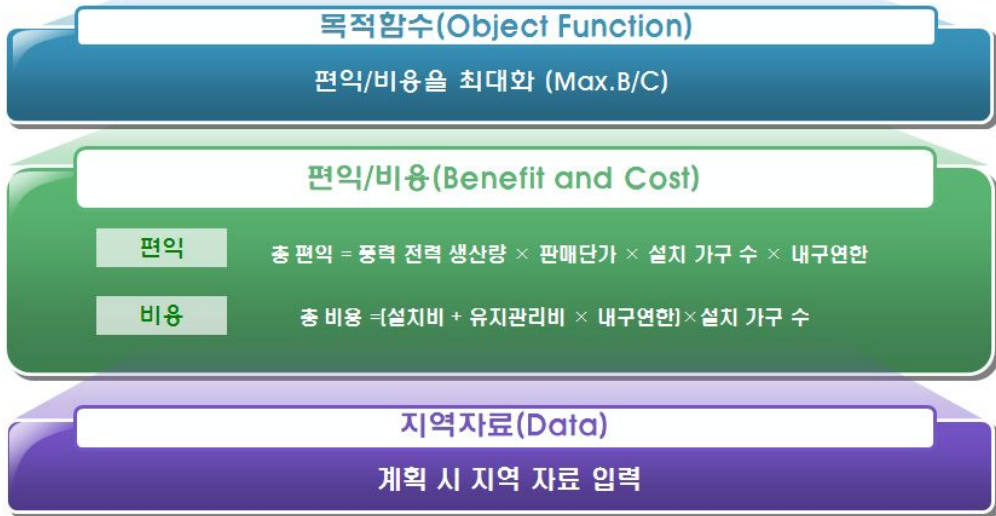 목적함수(Object Function)
편익/비용을 최대화 (Max.B/C)
편익/비용(Benefit and Cost)
편익
총 편익 = 풍력 전력 생산량 × 판매단가 × 설치 가구 수 × 내구연한
비용
총 비용 =[설치비 + 유지관리비 × 내구연한]×설치 가구 수
지역자료(Data)
계획 시 지역 자료 입력